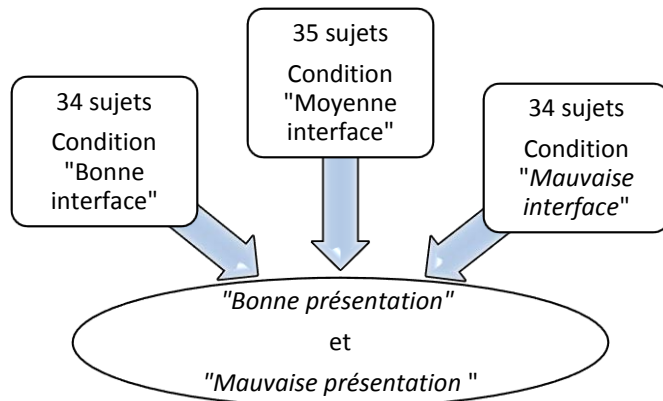 34 sujets
Condition
"Bonne
interface"
35 sujets
Condition
"Moyenne
interface"
34 sujets
Condition
"Mauvaise
interface"
"Bonne présentation"
et
"Mauvaise présentation "